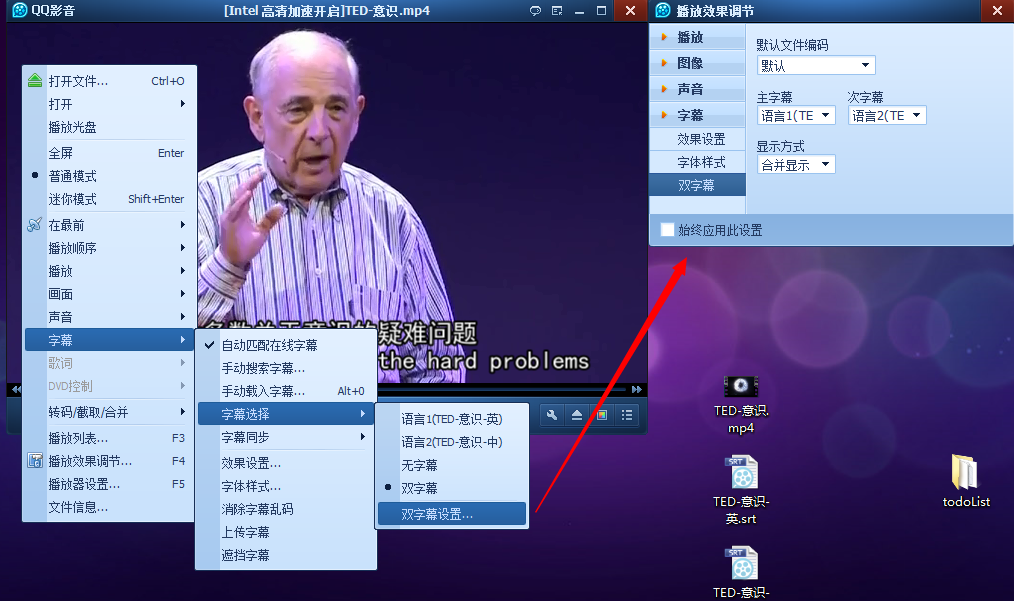 QQ影音
[Intel 高清加速开启]TED-意识.mp4
打开文件... Ctrl+O
打开
播放光盘
全屏 Enter
普通模式
迷你模式 Shift+Enter
在最前
播放顺序
播放
画面
声音
字幕
歌词
DVD控制
转码/截取/合并
播放列表... F3
播放效果调节... F4
播放器设置... F5
文件信息...
自动匹配在线字幕
手动搜索字幕...
手动载入字幕... Alt+0
字幕选择
字幕同步
效果设置...
字体样式...
消除字幕乱码
上传字幕
遮挡字幕
语言1(TED-意识-英)
语言2(TED-意识-中)
无字幕
双字幕
双字幕设置...
疑难问题
the hard problems
播放效果调节
播放
图像
声音
字幕
效果设置
字体样式
双字幕
默认文件编码
默认
主字幕 次字幕
语言1(TE 语言2(TE
显示方式
合并显示
始终应用此设置
TED-意识.
mp4
SRT
TED-意识-
英.srt
SRT
TED-意识-
todoList